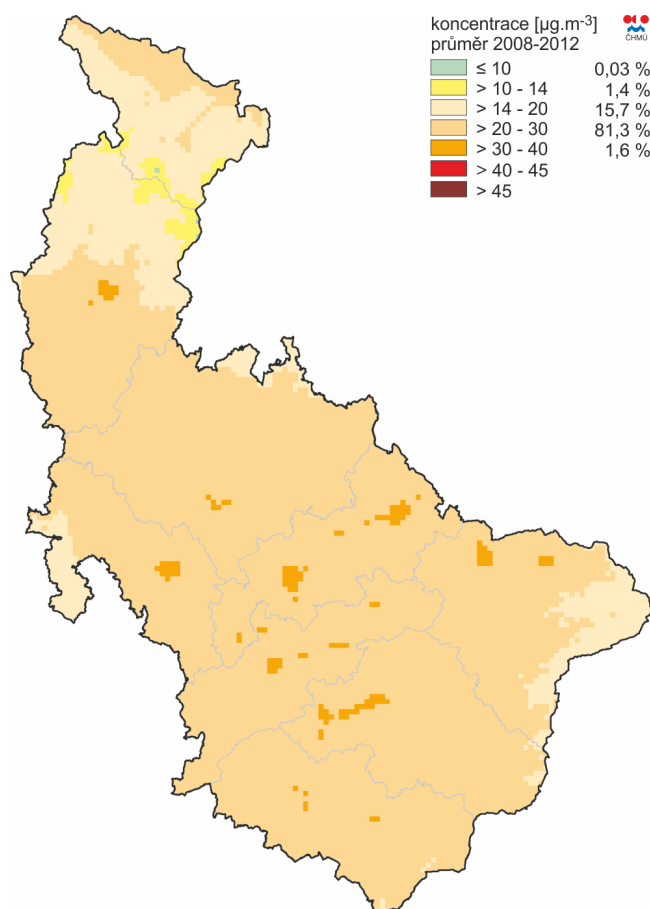 koncentrace [µg.m⁻³]
průměr 2008-2012
ČHMÚ
≤ 10 0,03 %
> 10 - 14 1,4 %
> 14 - 20 15,7 %
> 20 - 30 81,3 %
> 30 - 40 1,6 %
> 40 - 45
> 45